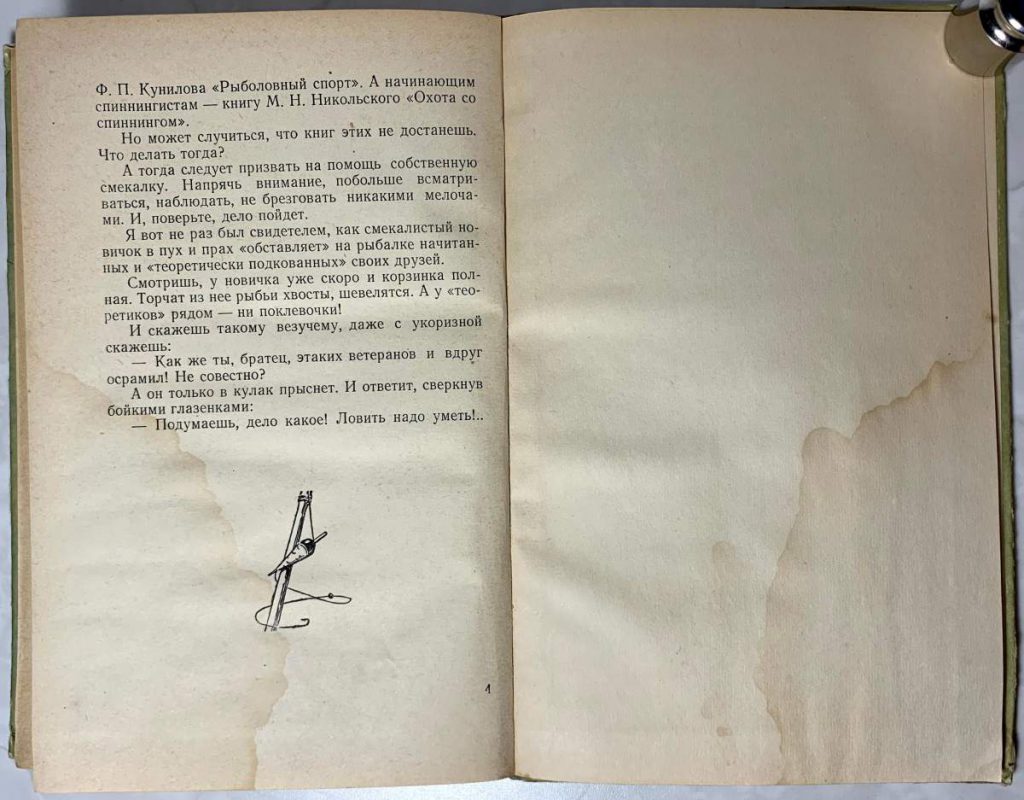 Ф. П. Кунилова «Рыболовный спорт». А начинающим
спиннингистам — книгу М. Н. Никольского «Охота со
спиннингом».
Но может случиться, что книг этих не достанешь.
Что делать тогда?
А тогда следует призвать на помощь собственную
смекалку. Напрячь внимание, побольше всматри-
ваться, наблюдать, не брезговать никакими мелоча-
ми. И, поверьте, дело пойдет.
Я вот не раз был свидетелем, как смекалистый но-
вичок в пух и прах «обставляет» на рыбалке начитан-
ных и «теоретически подкованных» своих друзей.
Смотришь, у новичка уже скоро и корзинка пол-
ная. Торчат из нее рыбьи хвосты, шевелятся. А у «тео-
ретиков» рядом — ни поклевочки!
И скажешь такому везучему, даже с укоризной
скажешь:
— Как же ты, братец, этаких ветеранов и вдруг
осрамил! Не совестно?
А он только в кулак прыснет. И ответит, сверкнув
бойкими глазенками:
— Подумаешь, дело какое! Ловить надо уметь!..
1